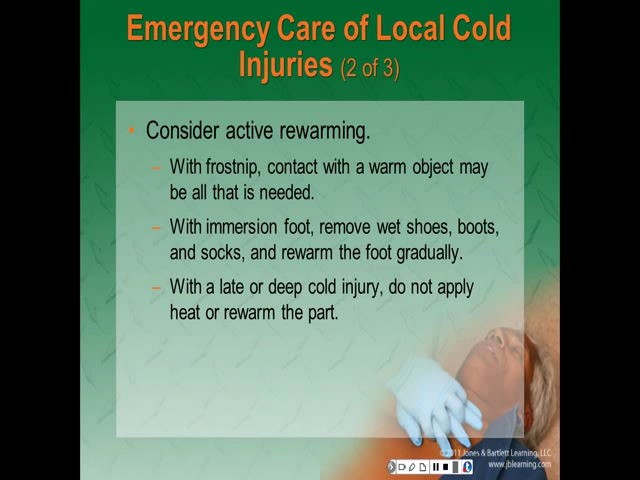 Emergency Care of Local Cold
Injuries (2 of 3)
• Consider active rewarming.
– With frostnip, contact with a warm object may
be all that is needed.
– With immersion foot, remove wet shoes, boots,
and socks, and rewarm the foot gradually.
– With a late or deep cold injury, do not apply
heat or rewarm the part.
© 2011 Jones & Bartlett Learning, LLC
www.jblearning.com